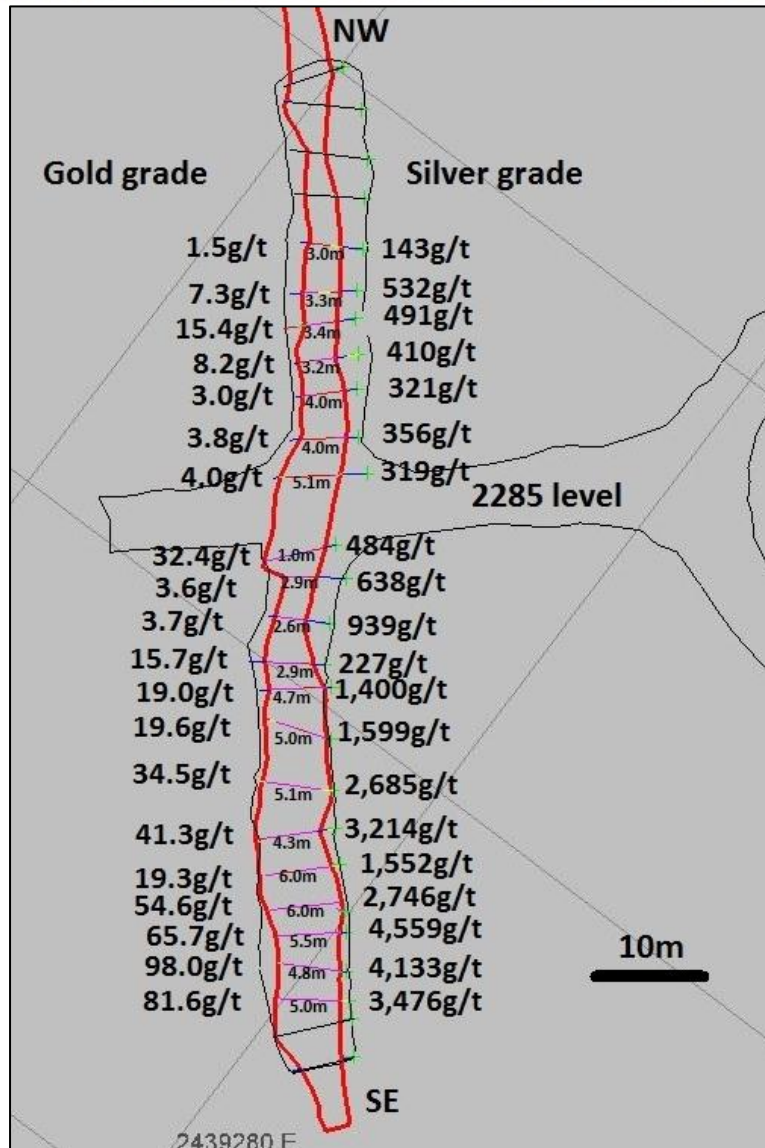 NW
Gold grade Silver grade
1.5g/t 3.0m 143g/t
7.3g/t 3.3m 532g/t
15.4g/t 3.4m 491g/t
8.2g/t 3.2m 410g/t
3.0g/t 4.0m 321g/t
3.8g/t 4.0m 356g/t
4.0g/t 5.1m 319g/t
2285 level
32.4g/t 1.0m 484g/t
3.6g/t 2.9m 638g/t
3.7g/t 2.6m 939g/t
15.7g/t 2.9m 227g/t
19.0g/t 4.7m 1,400g/t
19.6g/t 5.0m 1,599g/t
34.5g/t 5.1m 2,685g/t
41.3g/t 4.3m 3,214g/t
19.3g/t 6.0m 1,552g/t
54.6g/t 6.0m 2,746g/t
65.7g/t 5.5m 4,559g/t
98.0g/t 4.8m 4,133g/t
81.6g/t 5.0m 3,476g/t
10m
SE
2439280 E